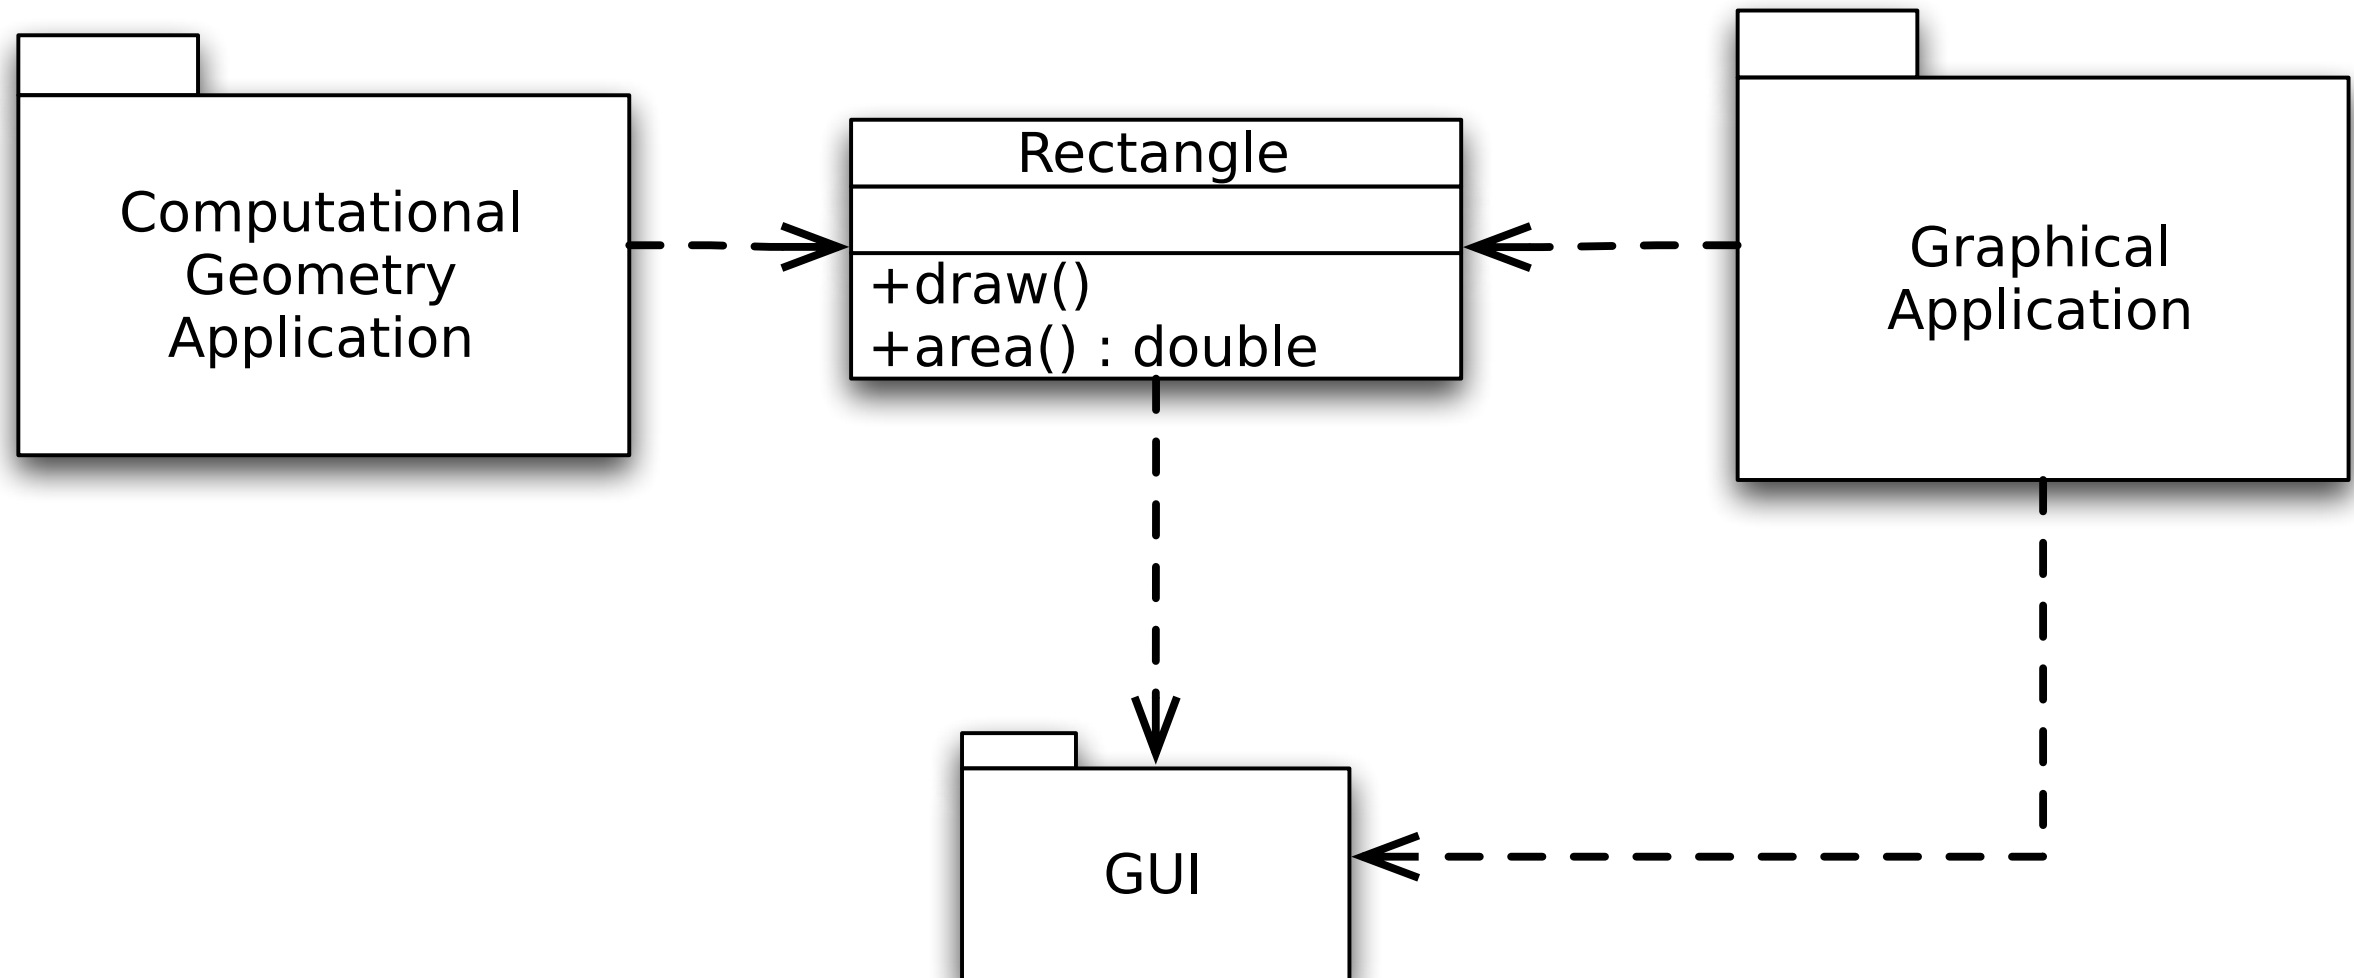 Computational
Geometry
Application
Rectangle
+draw()
+area() : double
Graphical
Application
GUI